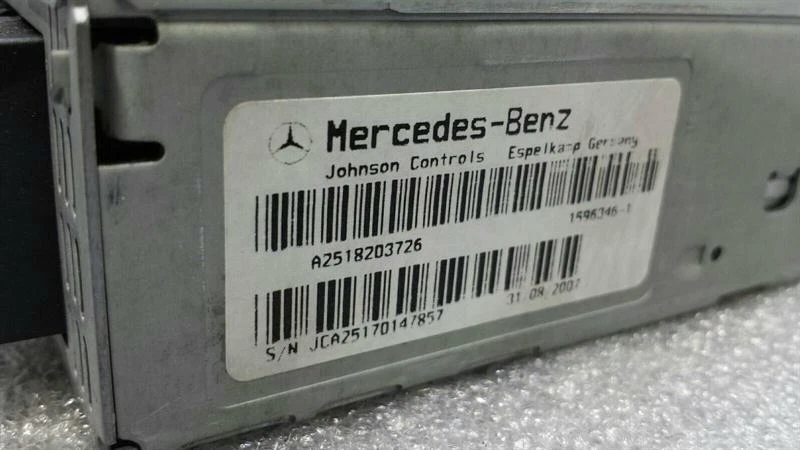 Mercedes-Benz
Johnson Controls Espelkamp Germany
A2518203726 1596346-1
S/N JCA25170147857 31/08/2007